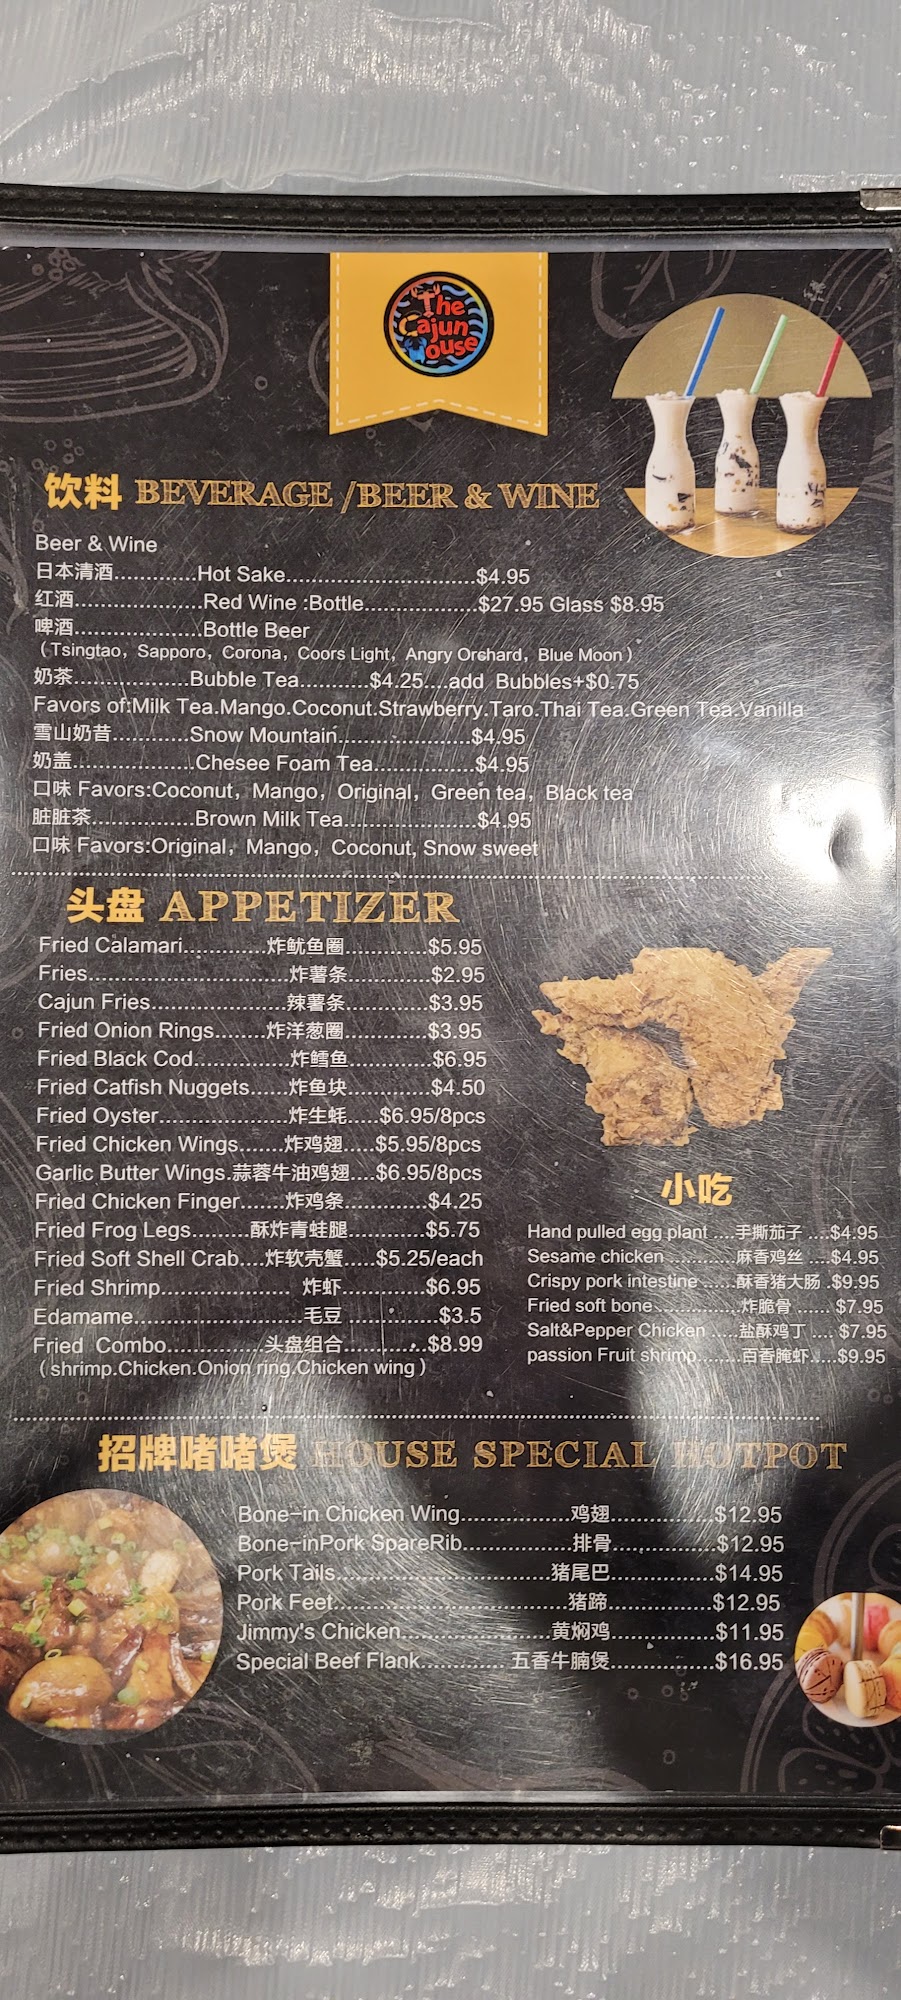 The
Cajun
House
饮料 BEVERAGE /BEER & WINE
Beer & Wine
日本清酒.............Hot Sake..............................$4.95
红酒....................Red Wine :Bottle..................$27.95 Glass $8.95
啤酒....................Bottle Beer
（Tsingtao，Sapporo，Corona，Coors Light，Angry Orchard，Blue Moon）
奶茶..................Bubble Tea...........$4.25....add Bubbles+$0.75
Favors of:Milk Tea.Mango.Coconut.Strawberry.Taro.Thai Tea.Green Tea.Vanilla
雪山奶昔............Snow Mountain.....................$4.95
奶盖...................Chesee Foam Tea................$4.95
口味 Favors:Coconut，Mango，Original，Green tea，Black tea
脏脏茶................Brown Milk Tea.....................$4.95
口味 Favors:Original，Mango，Coconut, Snow sweet
头盘 APPETIZER
Fried Calamari.............炸鱿鱼圈.............$5.95
Fries...............................炸薯条.............$2.95
Cajun Fries.....................辣薯条.............$3.95
Fried Onion Rings........炸洋葱圈.............$3.95
Fried Black Cod...............炸鳕鱼.............$6.95
Fried Catfish Nuggets......炸鱼块.............$4.50
Fried Oyster....................炸生蚝.....$6.95/8pcs
Fried Chicken Wings.......炸鸡翅.....$5.95/8pcs
Garlic Butter Wings.蒜蓉牛油鸡翅....$6.95/8pcs
Fried Chicken Finger.......炸鸡条.............$4.25
Fried Frog Legs.........酥炸青蛙腿............$5.75
Fried Soft Shell Crab....炸软壳蟹.....$5.25/each
Fried Shrimp.................... 炸虾.............$6.95
Edamame..........................毛豆 ..............$3.5
Fried Combo...............头盘组合.............$8.99
（shrimp.Chicken.Onion ring.Chicken wing）
小吃
Hand pulled egg plant ....手撕茄子 ....$4.95
Sesame chicken ...........麻香鸡丝 ....$4.95
Crispy pork intestine ......酥香猪大肠 .$9.95
Fried soft bone...............炸脆骨 ...... $7.95
Salt&Pepper Chicken .....盐酥鸡丁 .... $7.95
passion Fruit shrimp........百香腌虾.....$9.95
招牌啫啫煲 HOUSE SPECIAL HOTPOT
Bone-in Chicken Wing...................鸡翅..................$12.95
Bone-inPork SpareRib...................排骨..................$12.95
Pork Tails.....................................猪尾巴..................$14.95
Pork Feet........................................猪蹄..................$12.95
Jimmy's Chicken..........................黄焖鸡..................$11.95
Special Beef Flank.............. 五香牛腩煲..................$16.95